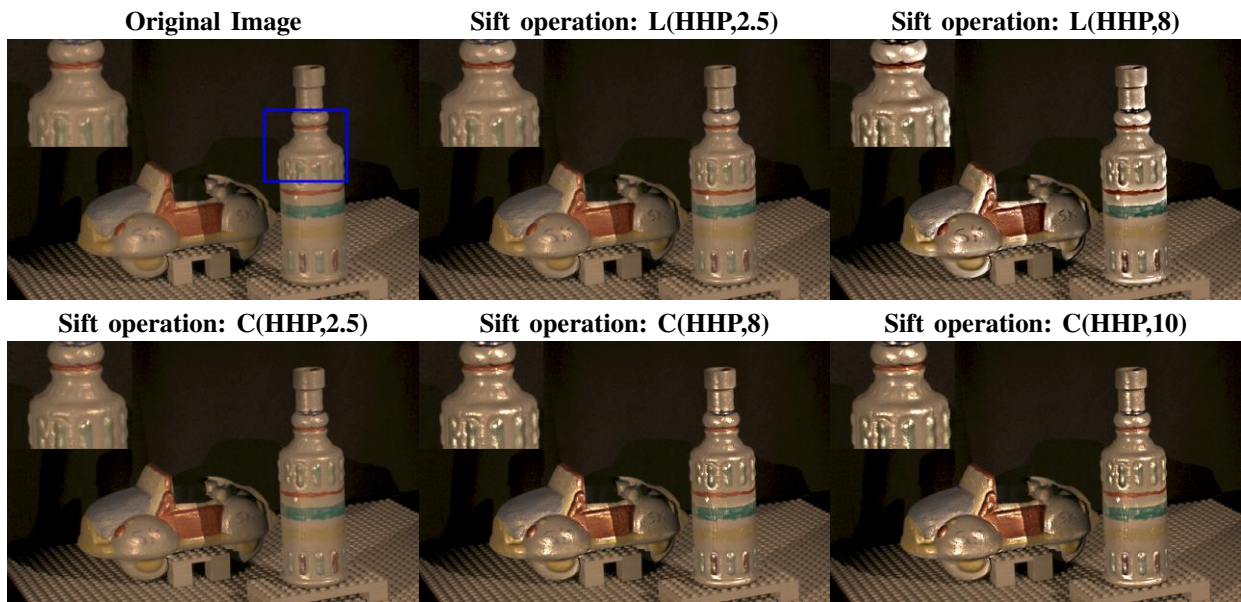 Original Image
Sift operation: L(HHP,2.5)
Sift operation: L(HHP,8)
Sift operation: C(HHP,2.5)
Sift operation: C(HHP,8)
Sift operation: C(HHP,10)